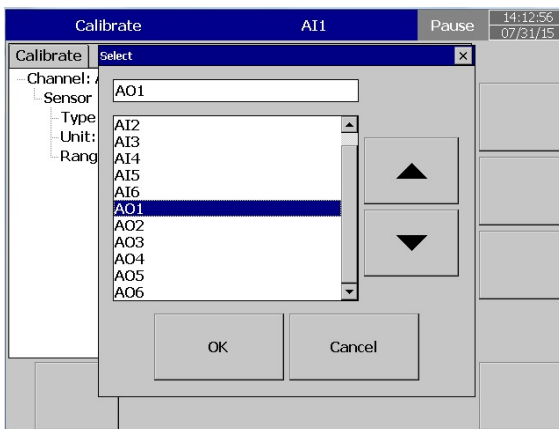 Calibrate AI1 Pause 14:12:56
07/31/15
Calibrate
Select
Channel:
Sensor
Type
Unit:
Rang
AO1
AI2
AI3
AI4
AI5
AI6
AO1
AO2
AO3
AO4
AO5
AO6
OK Cancel